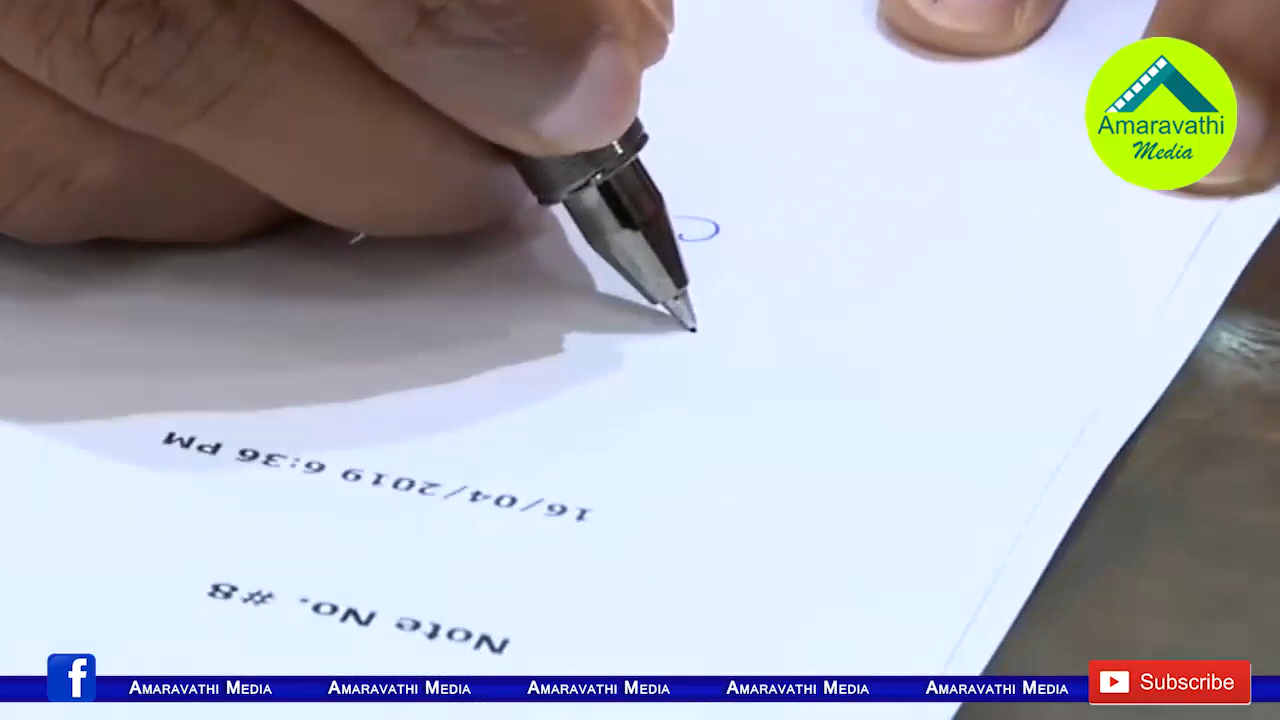 Amaravathi
Media
16/04/2019 6:36 PM
Note No. #8
f
AMARAVATHI MEDIA AMARAVATHI MEDIA AMARAVATHI MEDIA AMARAVATHI MEDIA AMARAVATHI MEDIA
Subscribe